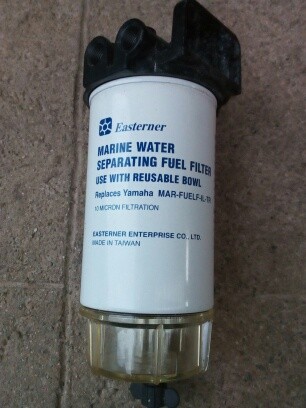 Easterner
MARINE WATER
SEPARATING FUEL FILTER
USE WITH REUSABLE BOWL
Replaces Yamaha MAR-FUELF-IL-TR
10 MICRON FILTRATION
EASTERNER ENTERPRISE CO., LTD.
MADE IN TAIWAN